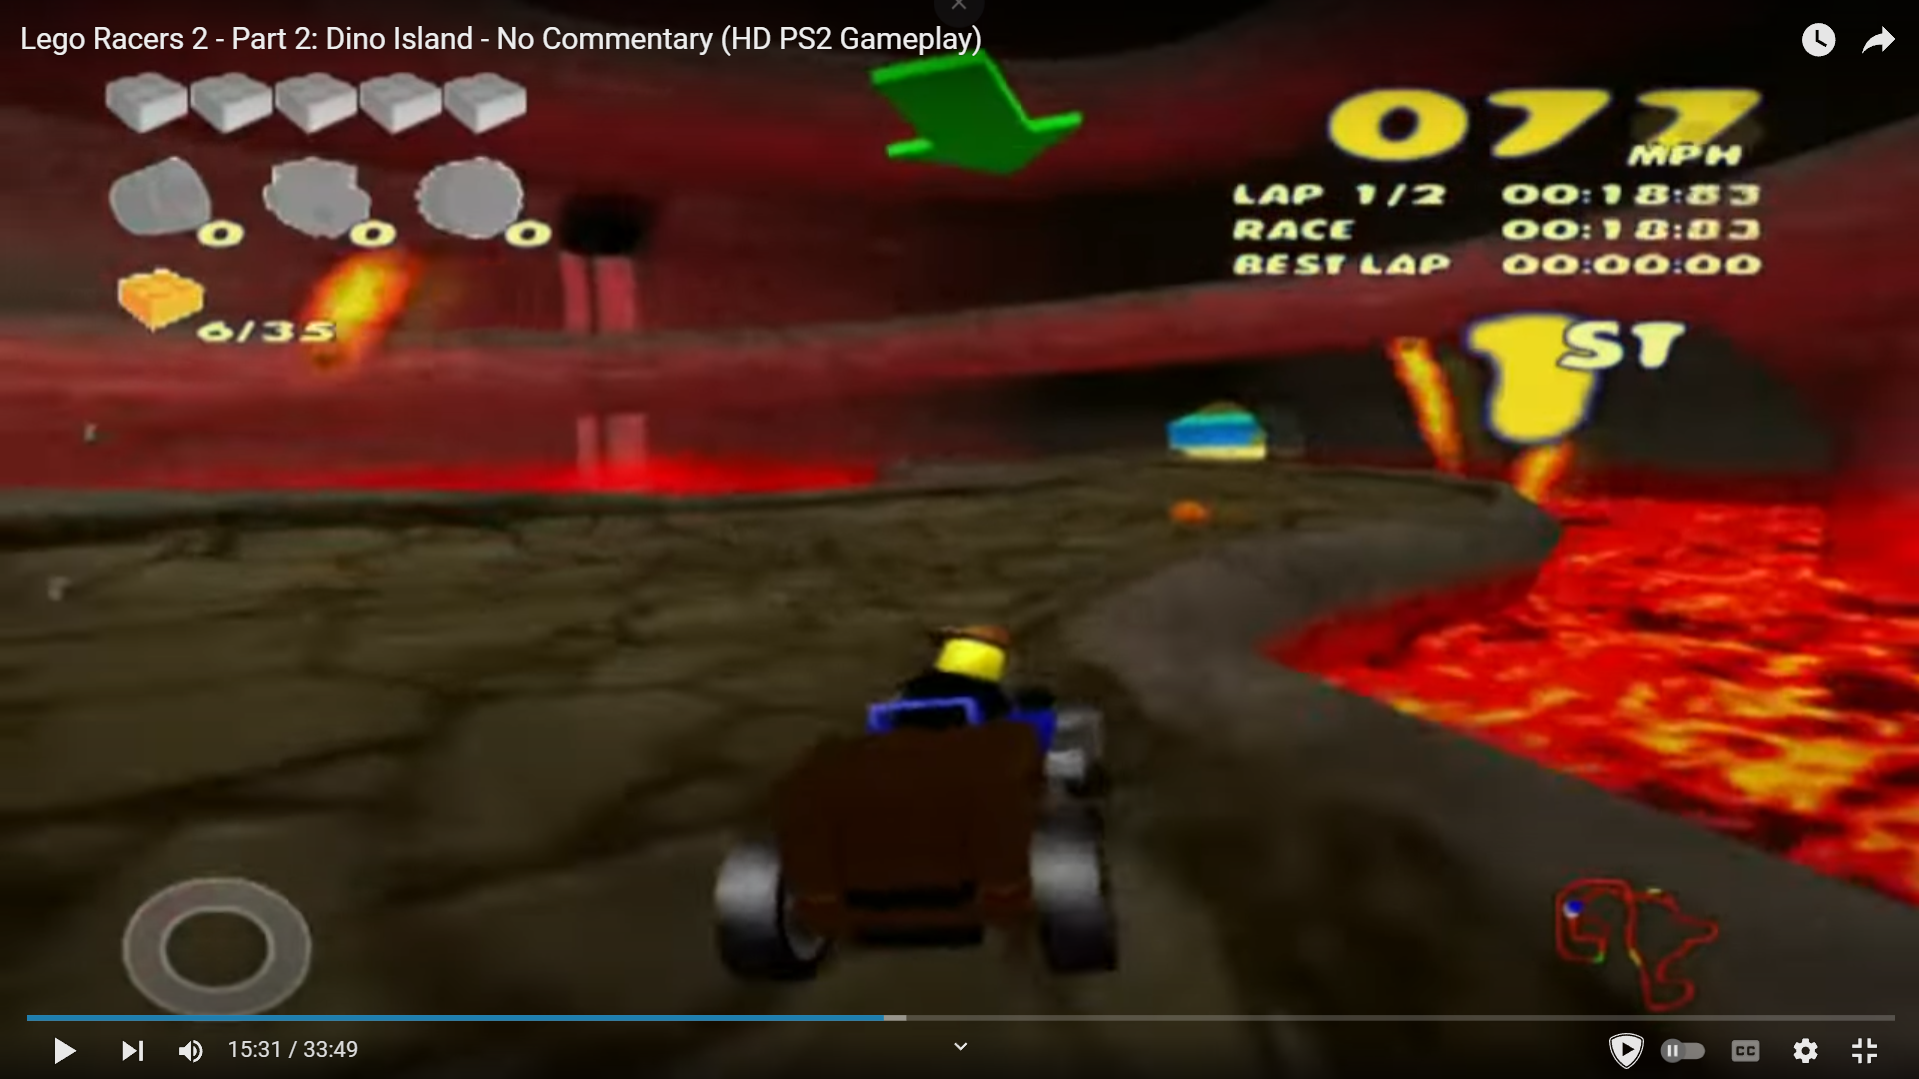 Lego Racers 2 - Part 2: Dino Island - No Commentary (HD PS2 Gameplay)
077
MPH
LAP 1/2 00:18:83
RACE 00:18:83
BEST LAP 00:00:00
0 0 0
6/35
1ST
15:31 / 33:49
CC